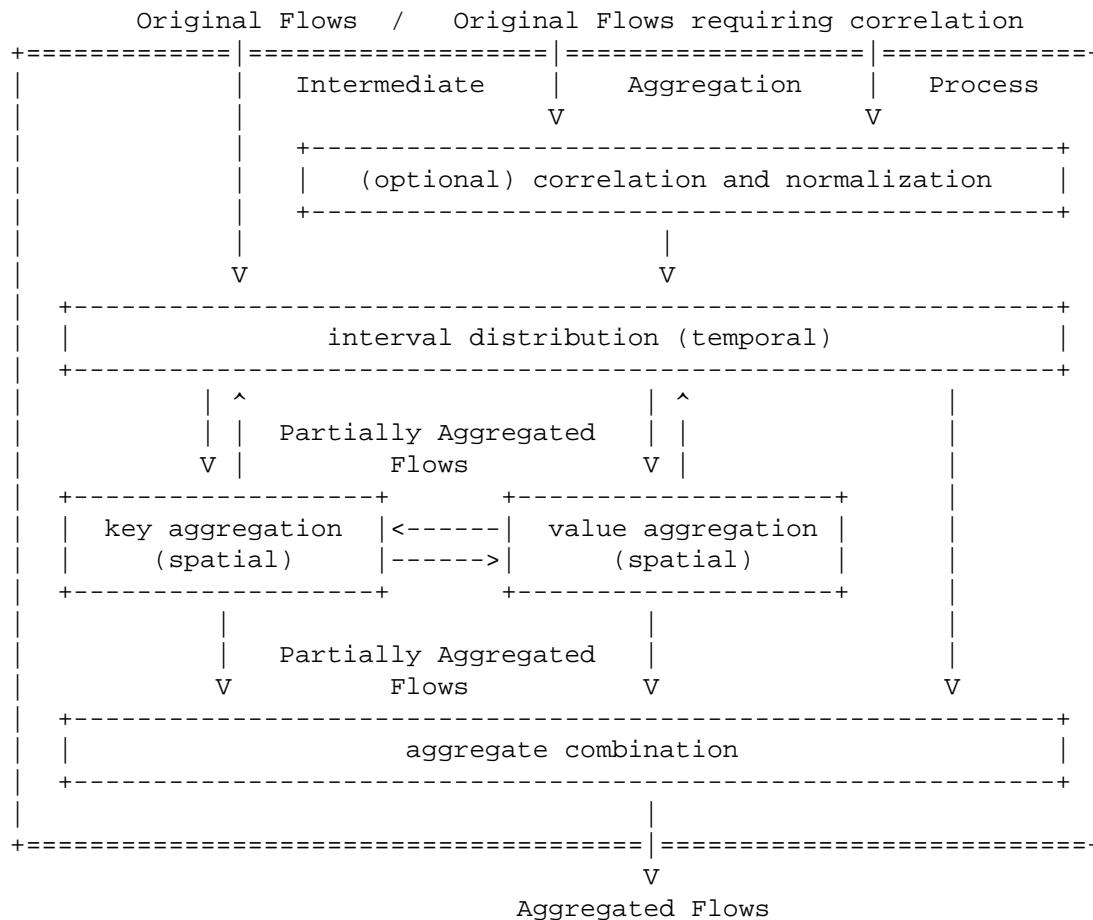 Original Flows / Original Flows requiring correlation
Intermediate Aggregation Process
(optional) correlation and normalization
interval distribution (temporal)
Partially Aggregated
Flows
key aggregation value aggregation
(spatial) (spatial)
Partially Aggregated
Flows
aggregate combination
Aggregated Flows